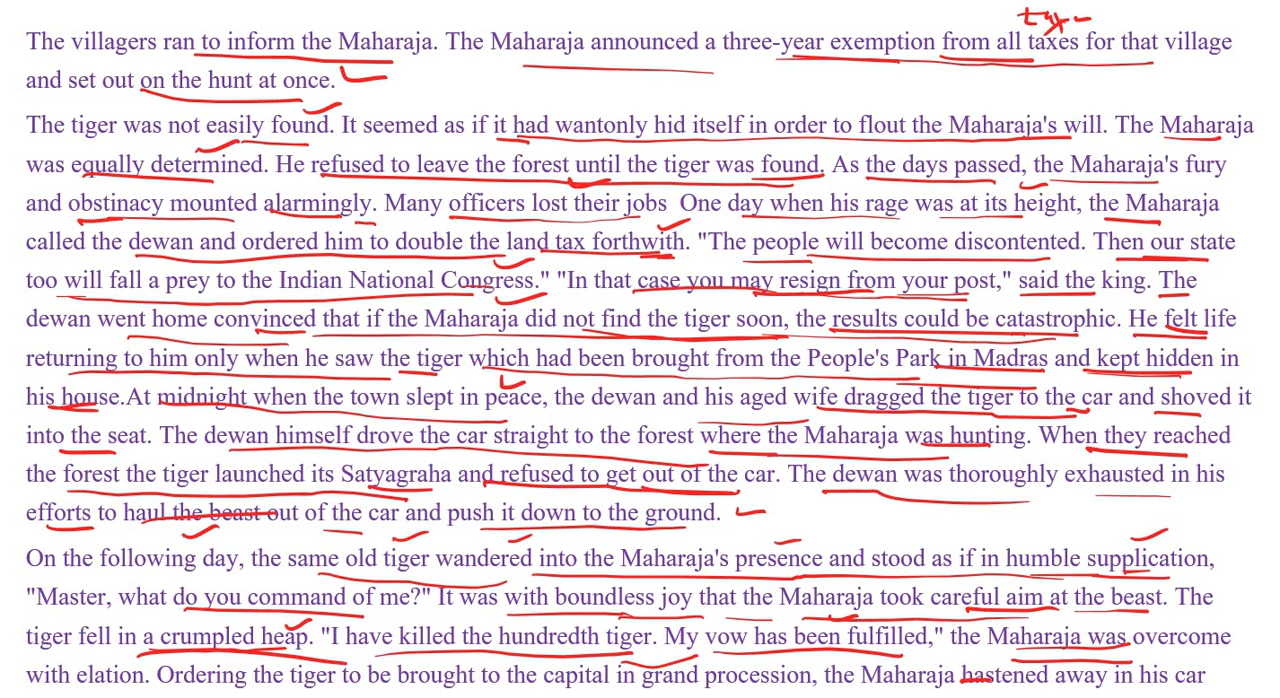 tax
The villagers ran to inform the Maharaja. The Maharaja announced a three-year exemption from all taxes for that village
and set out on the hunt at once.
The tiger was not easily found. It seemed as if it had wantonly hid itself in order to flout the Maharaja's will. The Maharaja
was equally determined. He refused to leave the forest until the tiger was found. As the days passed, the Maharaja's fury
and obstinacy mounted alarmingly. Many officers lost their jobs One day when his rage was at its height, the Maharaja
called the dewan and ordered him to double the land tax forthwith. "The people will become discontented. Then our state
too will fall a prey to the Indian National Congress." "In that case you may resign from your post," said the king. The
dewan went home convinced that if the Maharaja did not find the tiger soon, the results could be catastrophic. He felt life
returning to him only when he saw the tiger which had been brought from the People's Park in Madras and kept hidden in
his house.At midnight when the town slept in peace, the dewan and his aged wife dragged the tiger to the car and shoved it
into the seat. The dewan himself drove the car straight to the forest where the Maharaja was hunting. When they reached
the forest the tiger launched its Satyagraha and refused to get out of the car. The dewan was thoroughly exhausted in his
efforts to haul the beast out of the car and push it down to the ground.
On the following day, the same old tiger wandered into the Maharaja's presence and stood as if in humble supplication,
"Master, what do you command of me?" It was with boundless joy that the Maharaja took careful aim at the beast. The
tiger fell in a crumpled heap. "I have killed the hundredth tiger. My vow has been fulfilled," the Maharaja was overcome
with elation. Ordering the tiger to be brought to the capital in grand procession, the Maharaja hastened away in his car